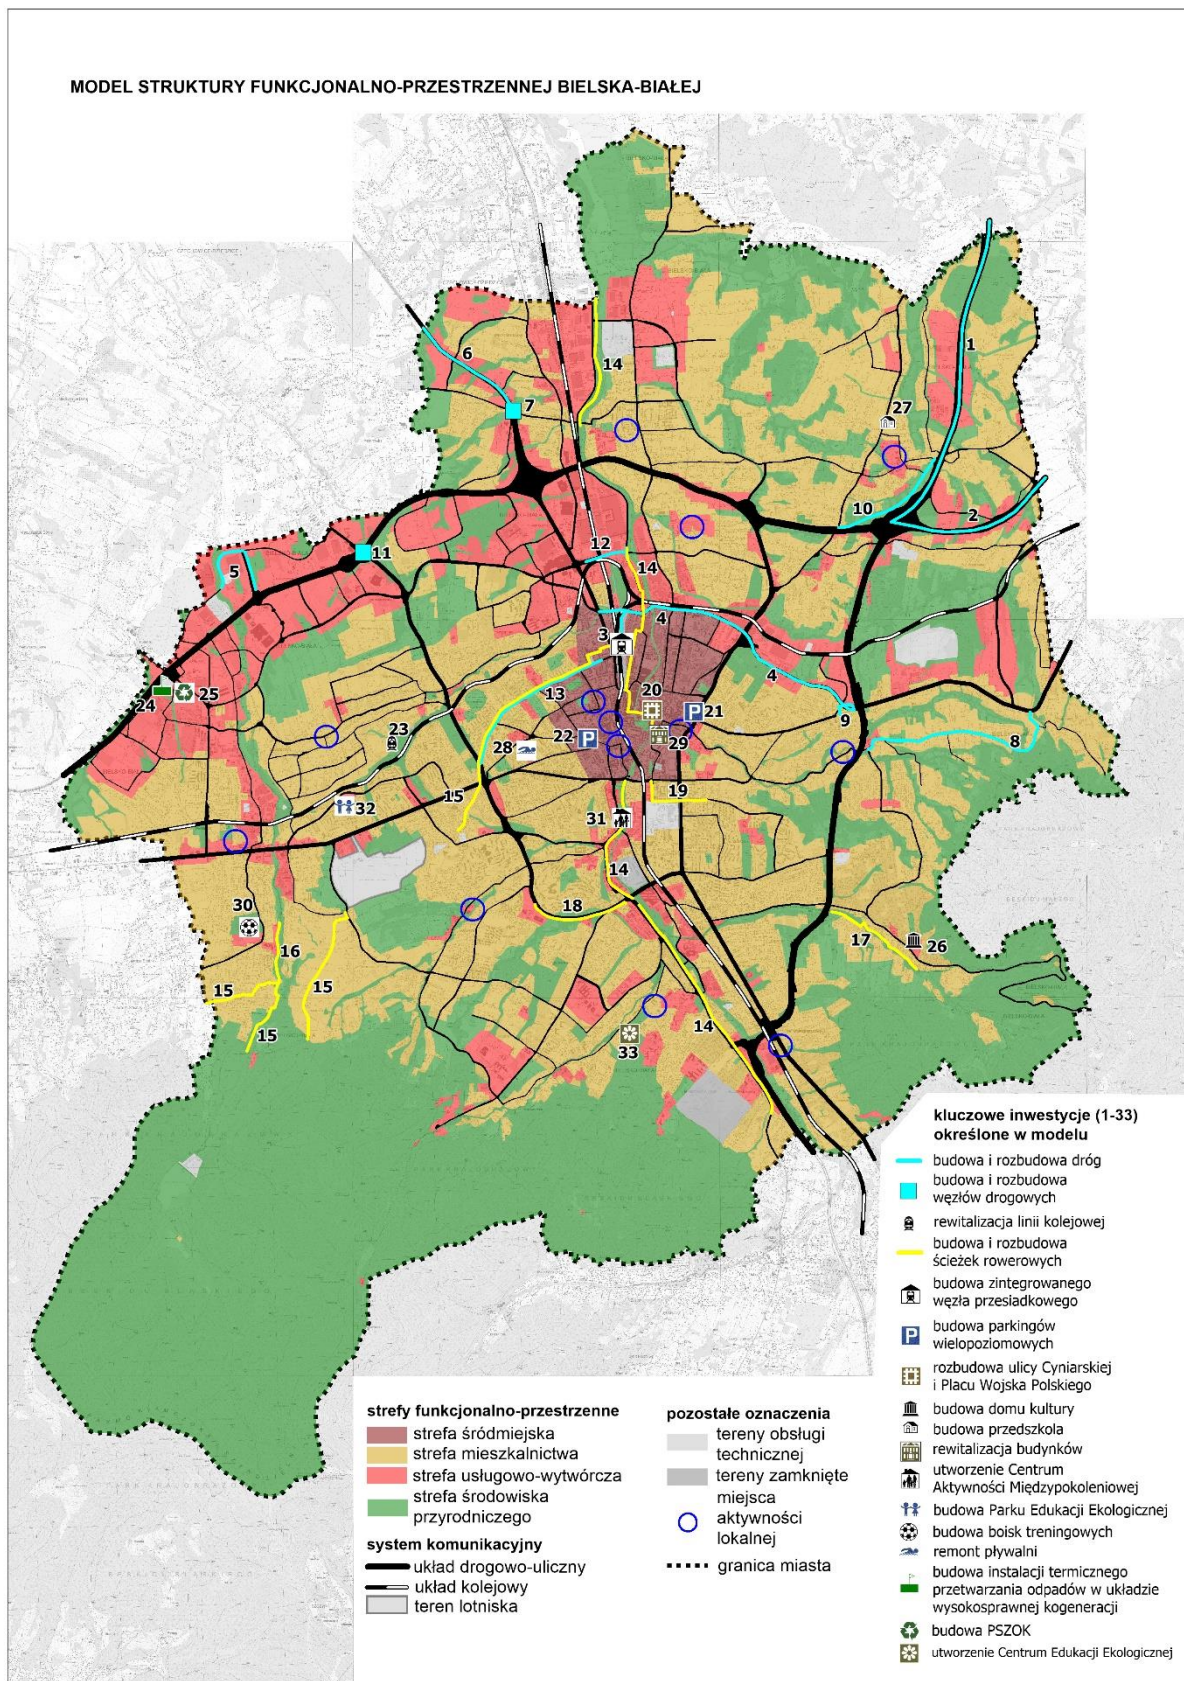 MODEL STRUKTURY FUNKCJONALNO-PRZESTRZENNEJ BIELSKA-BIAŁEJ
1
6
14
7
27
10
2
11
12
5
14
4
3
4
13
20
21
25
24
9
23
22
29
28
8
15
19
32
31
14
18
30
17
26
16
15
15
15
14
33
kluczowe inwestycje (1-33)
określone w modelu
budowa i rozbudowa dróg
budowa i rozbudowa
węzłów drogowych
rewitalizacja linii kolejowej
budowa i rozbudowa
ścieżek rowerowych
budowa zintegrowanego
węzła przesiadkowego
P budowa parkingów
wielopoziomowych
rozbudowa ulicy Cyniarskiej
i Placu Wojska Polskiego
budowa domu kultury
budowa przedszkola
rewitalizacja budynków
utworzenie Centrum
Aktywności Międzypokoleniowej
budowa Parku Edukacji Ekologicznej
budowa boisk treningowych
remont pływalni
budowa instalacji termicznego
przetwarzania odpadów w układzie
wysokosprawnej kogeneracji
budowa PSZOK
utworzenie Centrum Edukacji Ekologicznej
strefy funkcjonalno-przestrzenne
strefa śródmiejska
strefa mieszkalnictwa
strefa usługowo-wytwórcza
strefa środowiska
przyrodniczego
system komunikacyjny
układ drogowo-uliczny
układ kolejowy
teren lotniska
pozostałe oznaczenia
tereny obsługi
technicznej
tereny zamknięte
miejsca
aktywności
lokalnej
granica miasta